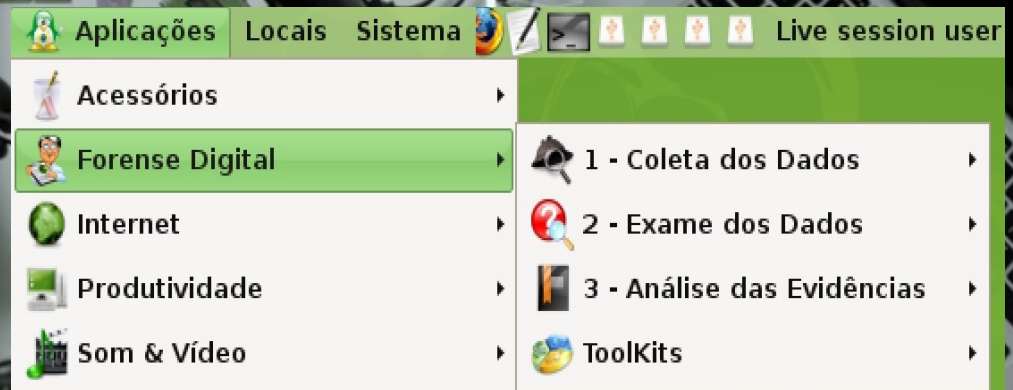 Aplicações Locais Sistema Live session user
Acessórios
Forense Digital
Internet
Produtividade
Som & Vídeo
1 - Coleta dos Dados
2 - Exame dos Dados
3 - Análise das Evidências
ToolKits